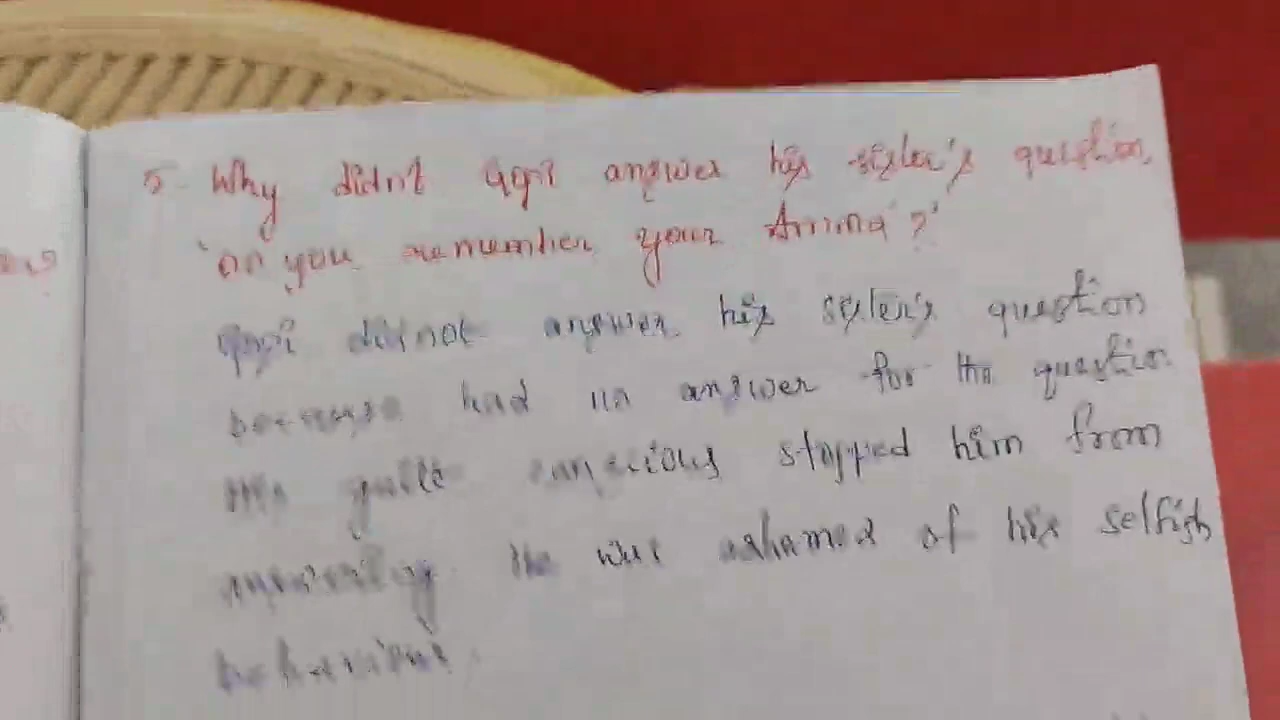 5. Why didn't Gopi answer his sister's question,
'Do you remember your Amma'?
Gopi did not answer his sister's question
because had no answer for the question
His guilt conscious stopped him from
answering He was ashamed of his selfish
behaviour.